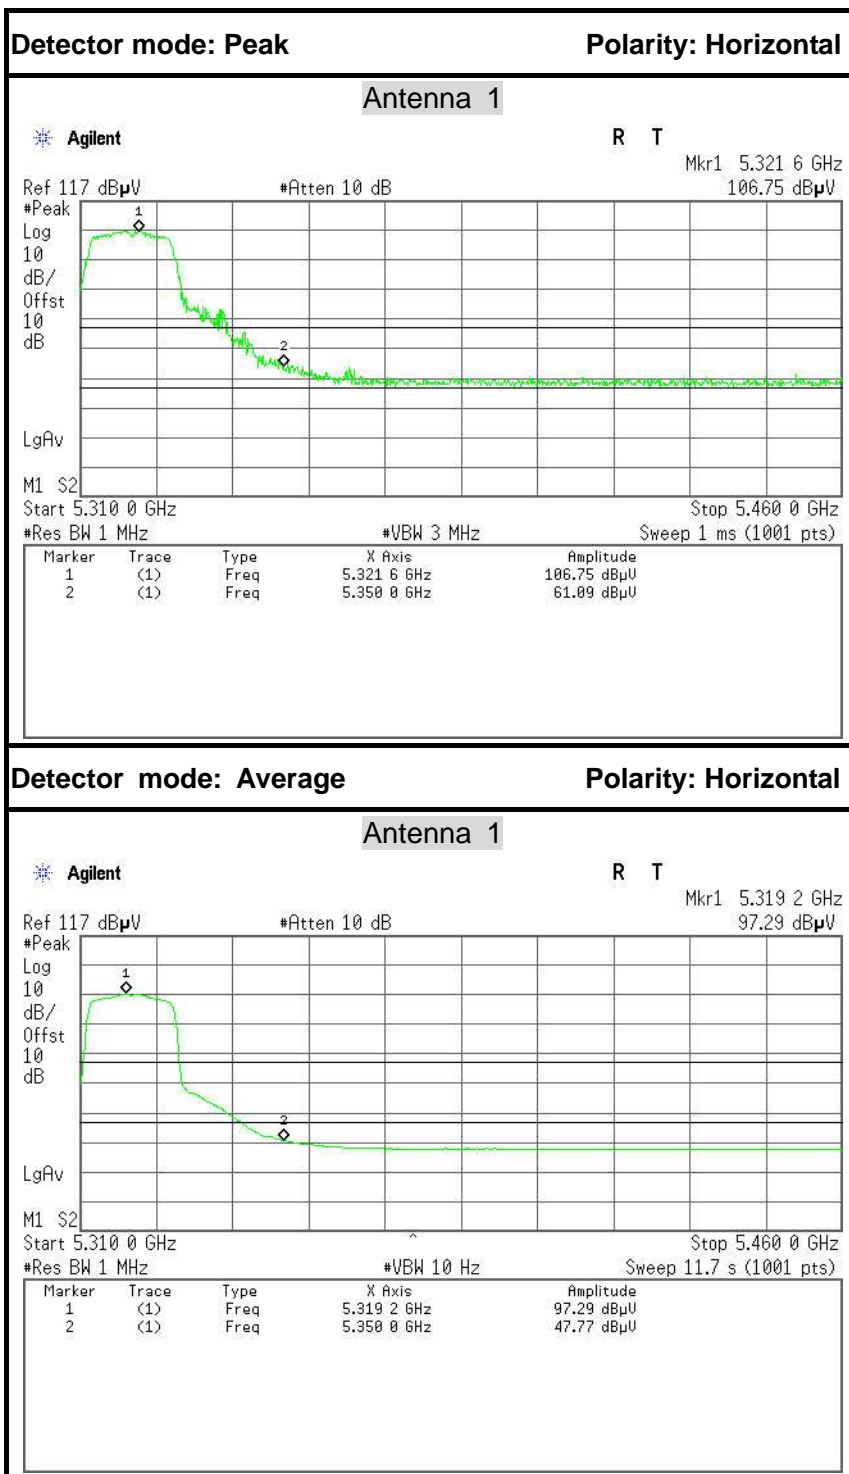 Detector mode: Peak Polarity: Horizontal
Antenna 1
Agilent R T
Mkr1 5.321 6 GHz
Ref 117 dBµV #Atten 10 dB 106.75 dBµV
#Peak
Log
10
dB/
Offst
10
dB
LgAv
M1 S2
1
2
Start 5.310 0 GHz Stop 5.460 0 GHz
#Res BW 1 MHz #VBW 3 MHz Sweep 1 ms (1001 pts)
Marker Trace Type X Axis Amplitude
1 (1) Freq 5.321 6 GHz 106.75 dBµV
2 (1) Freq 5.350 0 GHz 61.09 dBµV
Detector mode: Average Polarity: Horizontal
Antenna 1
Agilent R T
Mkr1 5.319 2 GHz
Ref 117 dBµV #Atten 10 dB 97.29 dBµV
#Peak
Log
10
dB/
Offst
10
dB
LgAv
M1 S2
1
2
Start 5.310 0 GHz Stop 5.460 0 GHz
#Res BW 1 MHz #VBW 10 Hz Sweep 11.7 s (1001 pts)
Marker Trace Type X Axis Amplitude
1 (1) Freq 5.319 2 GHz 97.29 dBµV
2 (1) Freq 5.350 0 GHz 47.77 dBµV